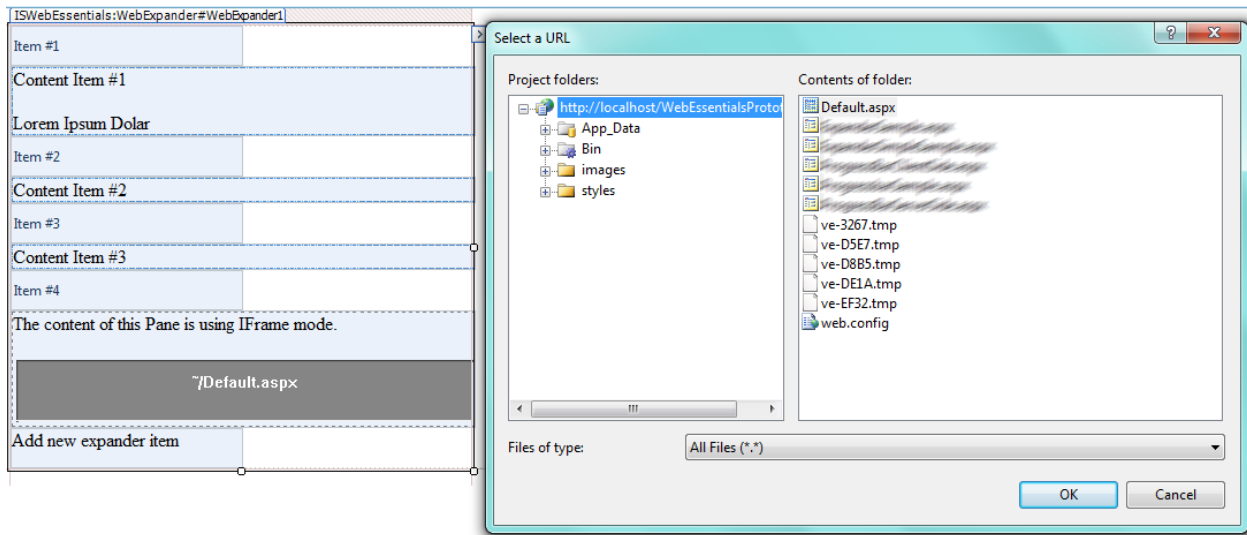 ISWebEssentials:WebExpander#WebExpander1
Item #1
Content Item #1
Lorem Ipsum Dolar
Item #2
Content Item #2
Item #3
Content Item #3
Item #4
The content of this Pane is using IFrame mode.
~/Default.aspx
Add new expander item
Select a URL
Project folders:
http://localhost/WebEssentialsProtot
App_Data
Bin
images
styles
Contents of folder:
Default.aspx
ve-3267.tmp
ve-D5E7.tmp
ve-D8B5.tmp
ve-DE1A.tmp
ve-EF32.tmp
web.config
Files of type:
All Files (*.*)
OK
Cancel